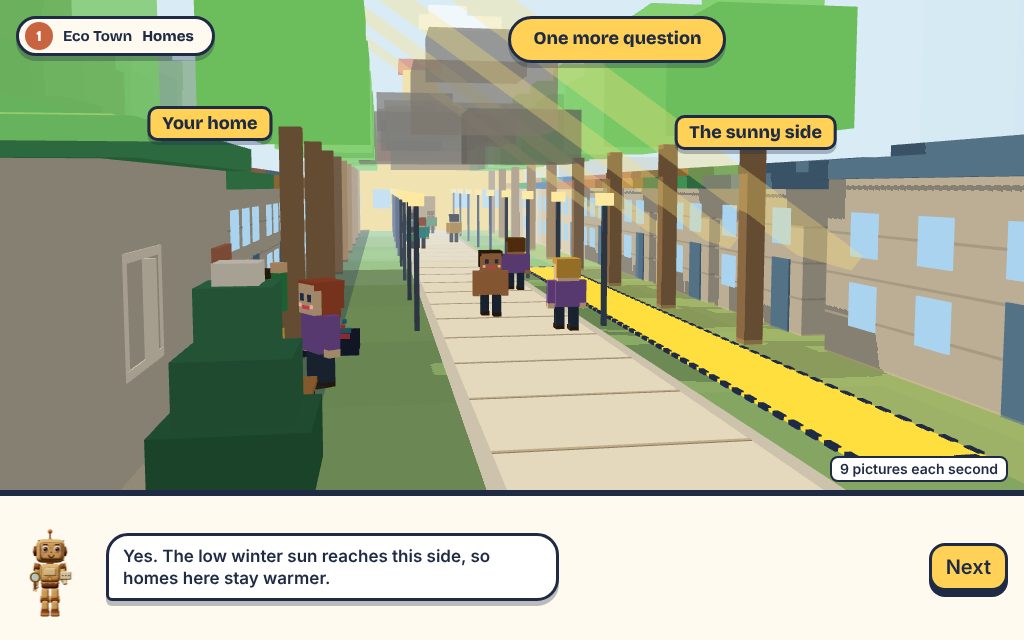 1 Eco Town Homes
One more question
Your home
The sunny side
9 pictures each second
Yes. The low winter sun reaches this side, so
homes here stay warmer.
Next